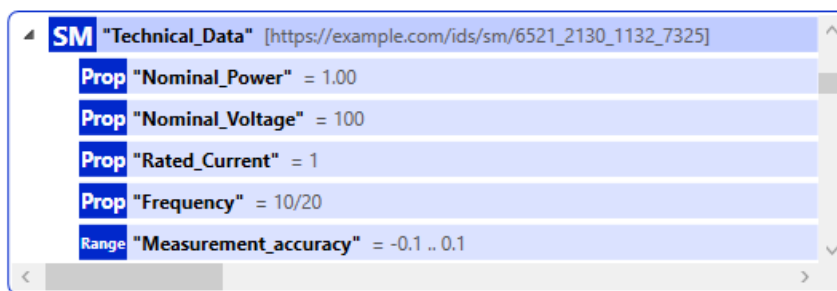 SM "Technical_Data" [https://example.com/ids/sm/6521_2130_1132_7325]
Prop "Nominal_Power" = 1.00
Prop "Nominal_Voltage" = 100
Prop "Rated_Current" = 1
Prop "Frequency" = 10/20
Range "Measurement_accuracy" = -0.1 .. 0.1